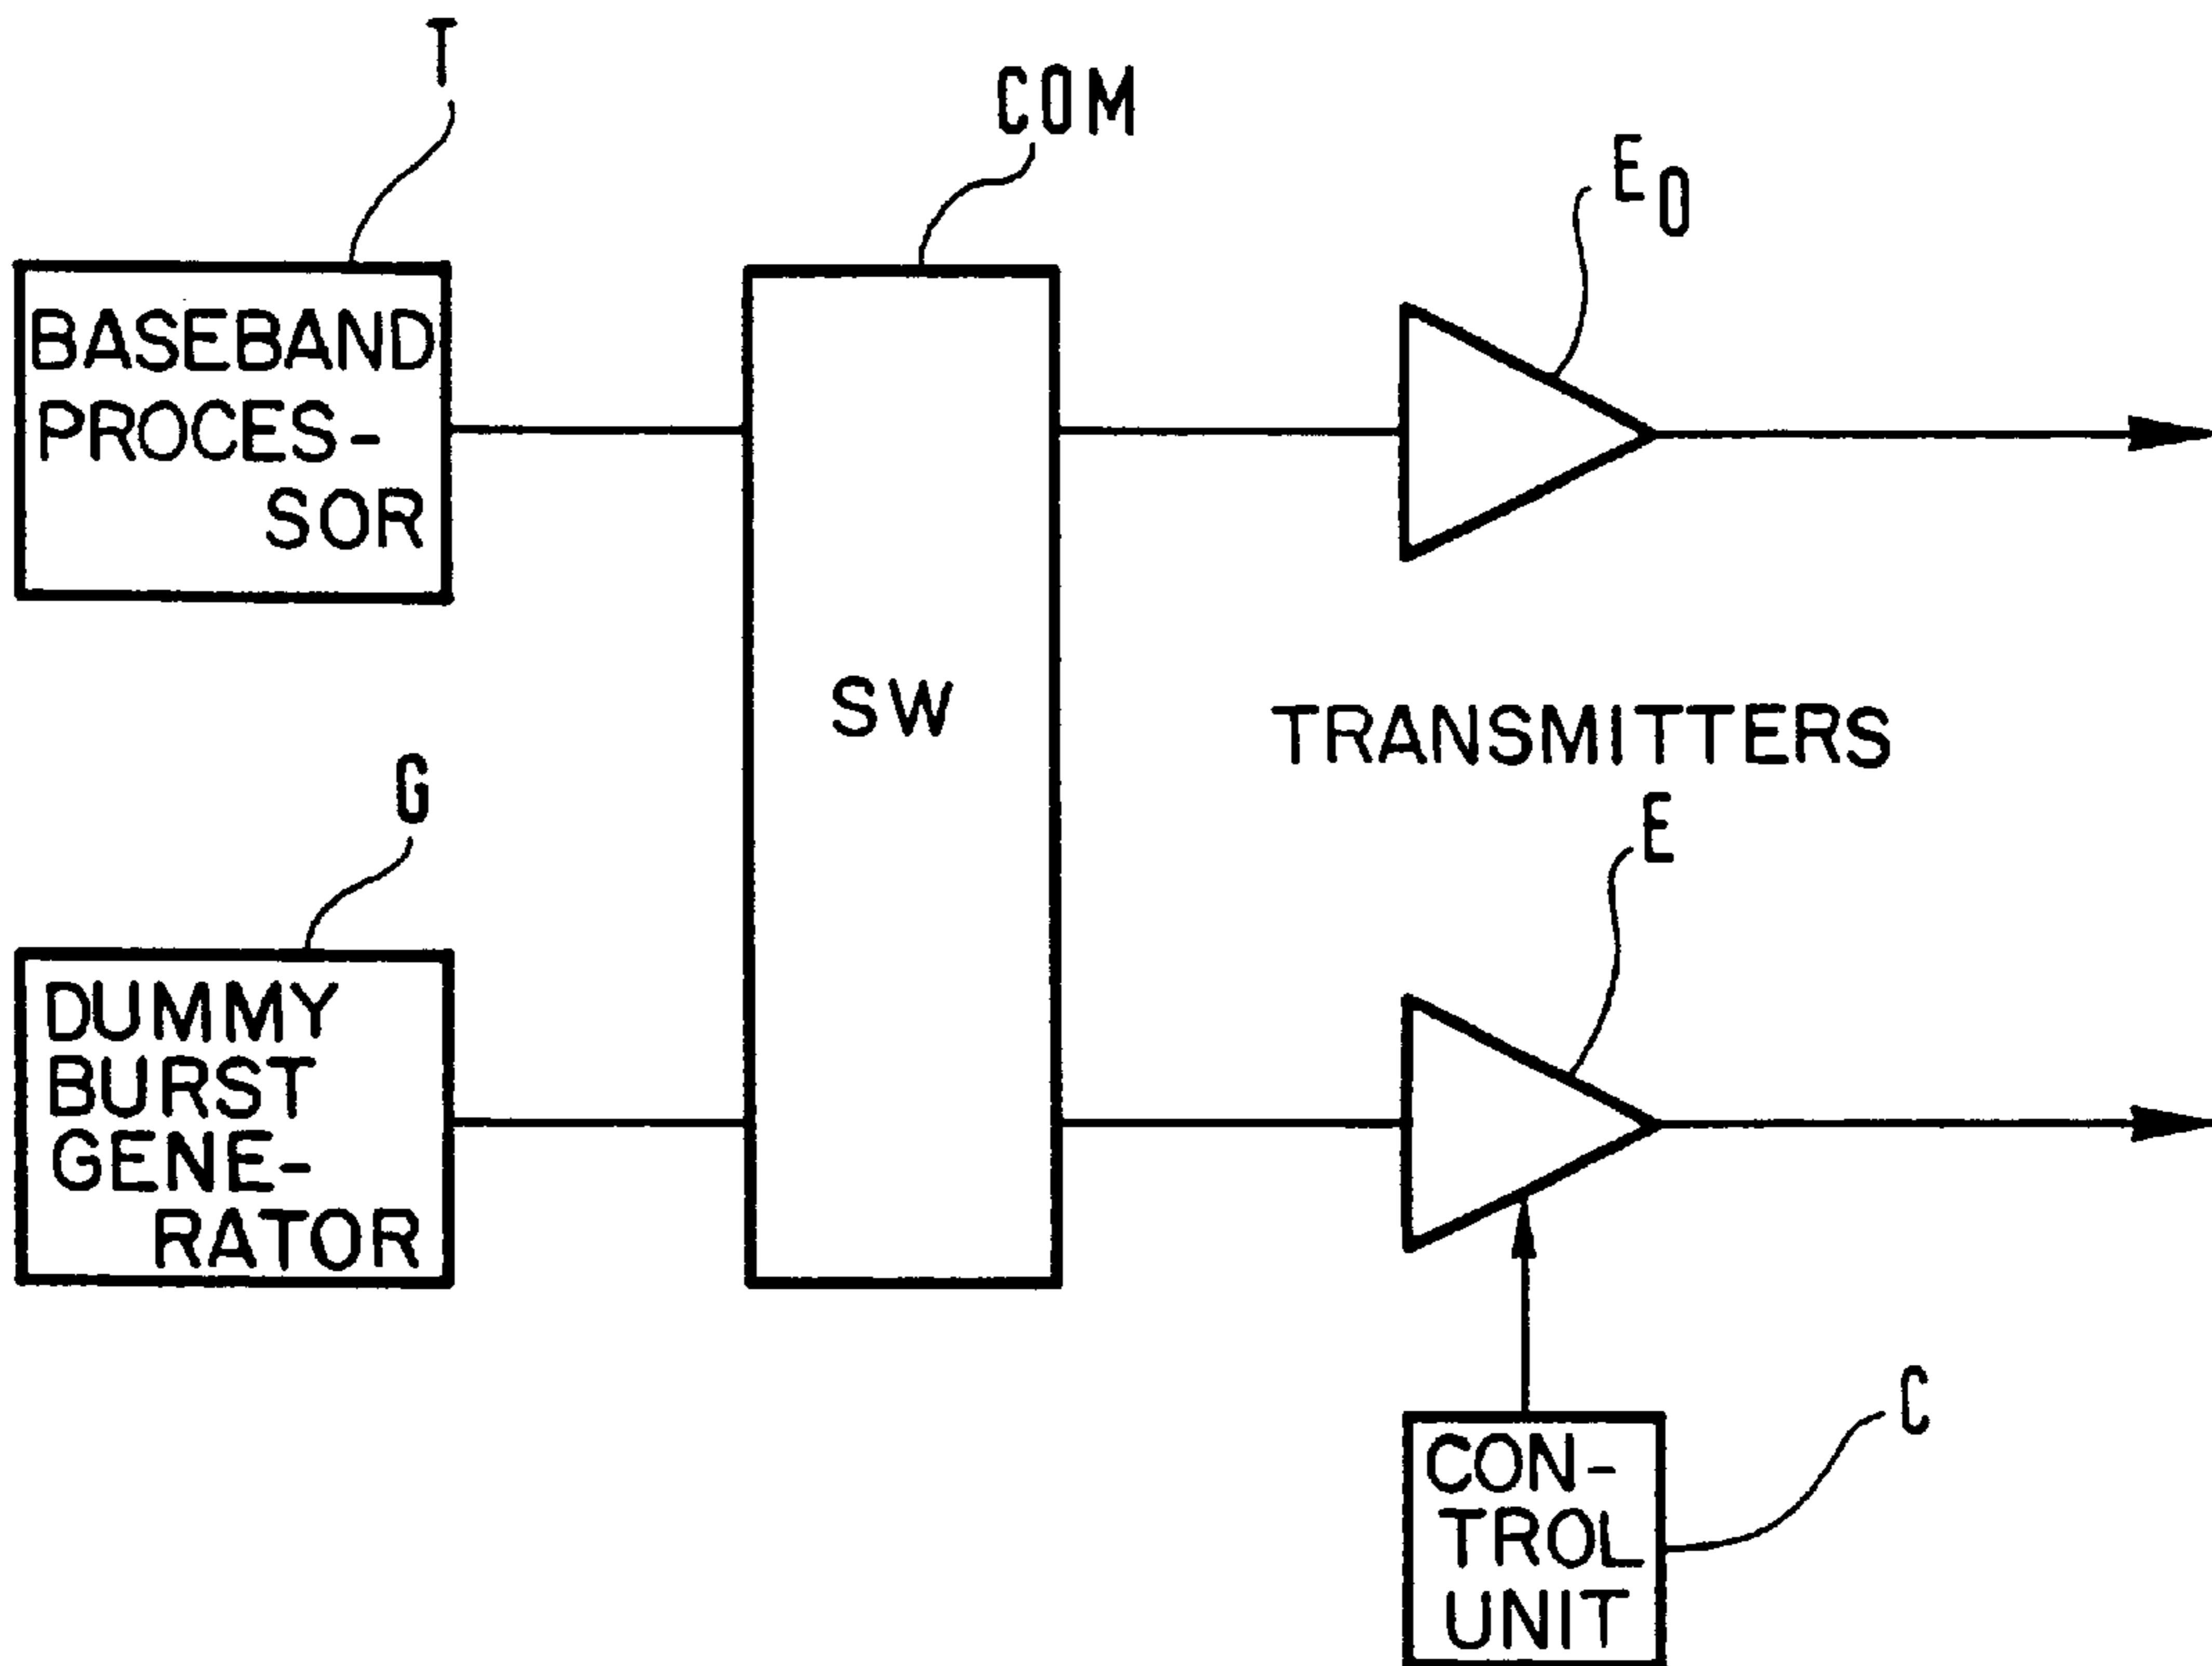 T
COM
E0
BASEBAND
PROCES-
SOR
SW
TRANSMITTERS
G
E
DUMMY
BURST
GENE-
RATOR
C
CON-
TROL
UNIT